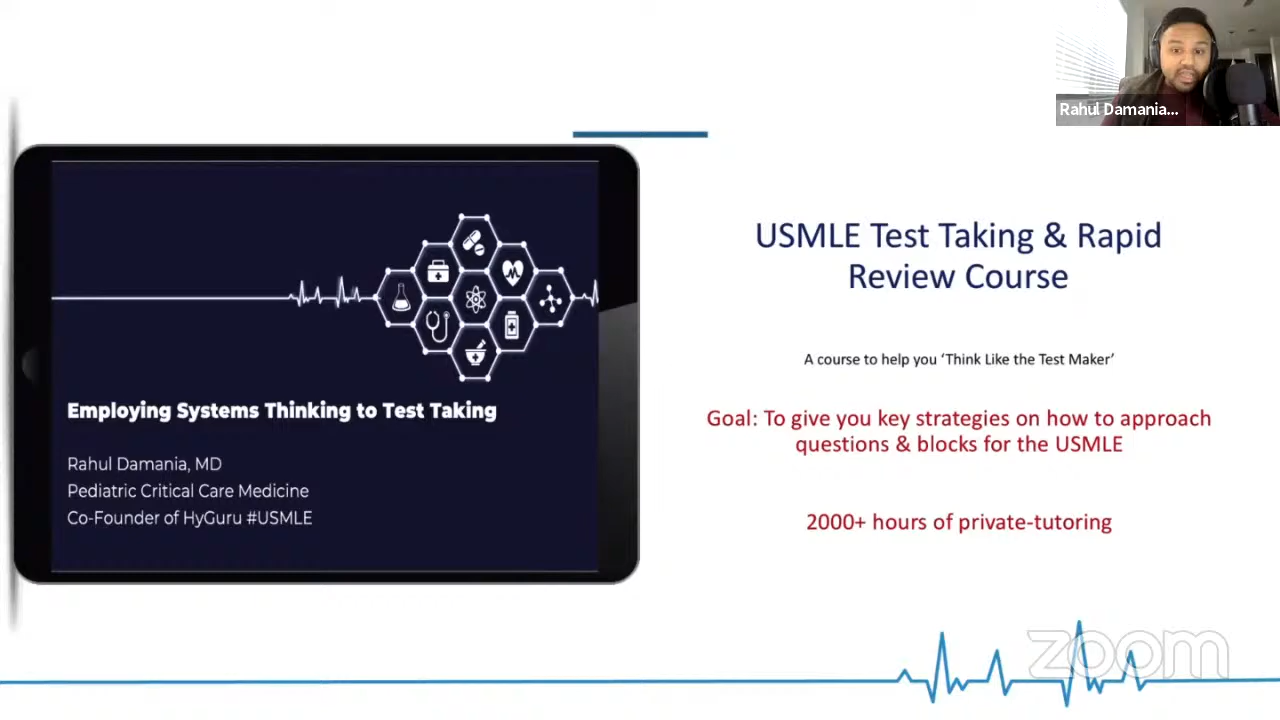 Rahul Damania...
USMLE Test Taking & Rapid
Review Course
A course to help you ‘Think Like the Test Maker’
Goal: To give you key strategies on how to approach
questions & blocks for the USMLE
2000+ hours of private-tutoring
Employing Systems Thinking to Test Taking
Rahul Damania, MD
Pediatric Critical Care Medicine
Co-Founder of HyGuru #USMLE
zoom